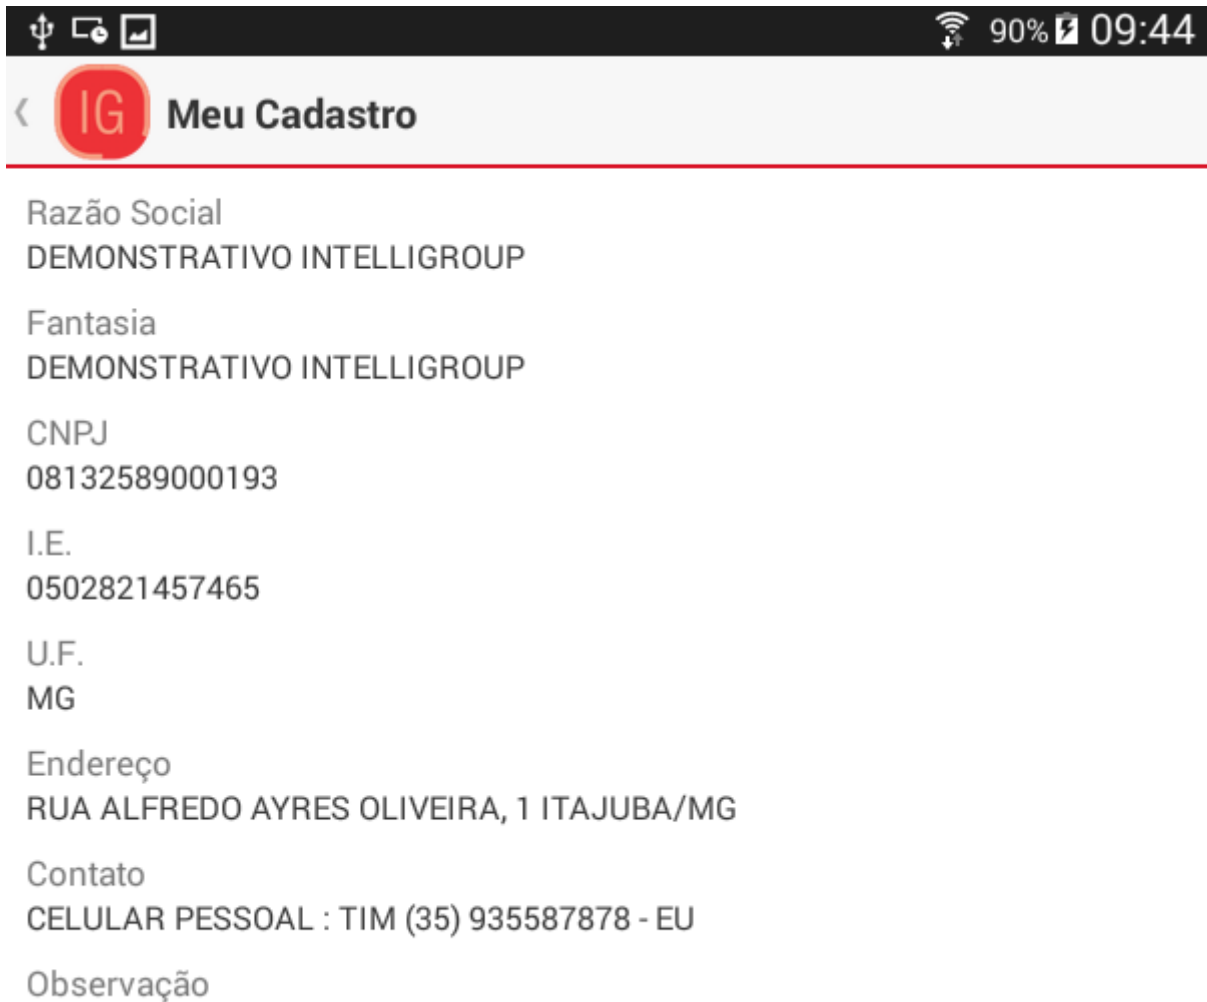 90% 09:44
IG Meu Cadastro
Razão Social
DEMONSTRATIVO INTELLIGROUP
Fantasia
DEMONSTRATIVO INTELLIGROUP
CNPJ
08132589000193
I.E.
0502821457465
U.F.
MG
Endereço
RUA ALFREDO AYRES OLIVEIRA, 1 ITAJUBA/MG
Contato
CELULAR PESSOAL : TIM (35) 935587878 - EU
Observação